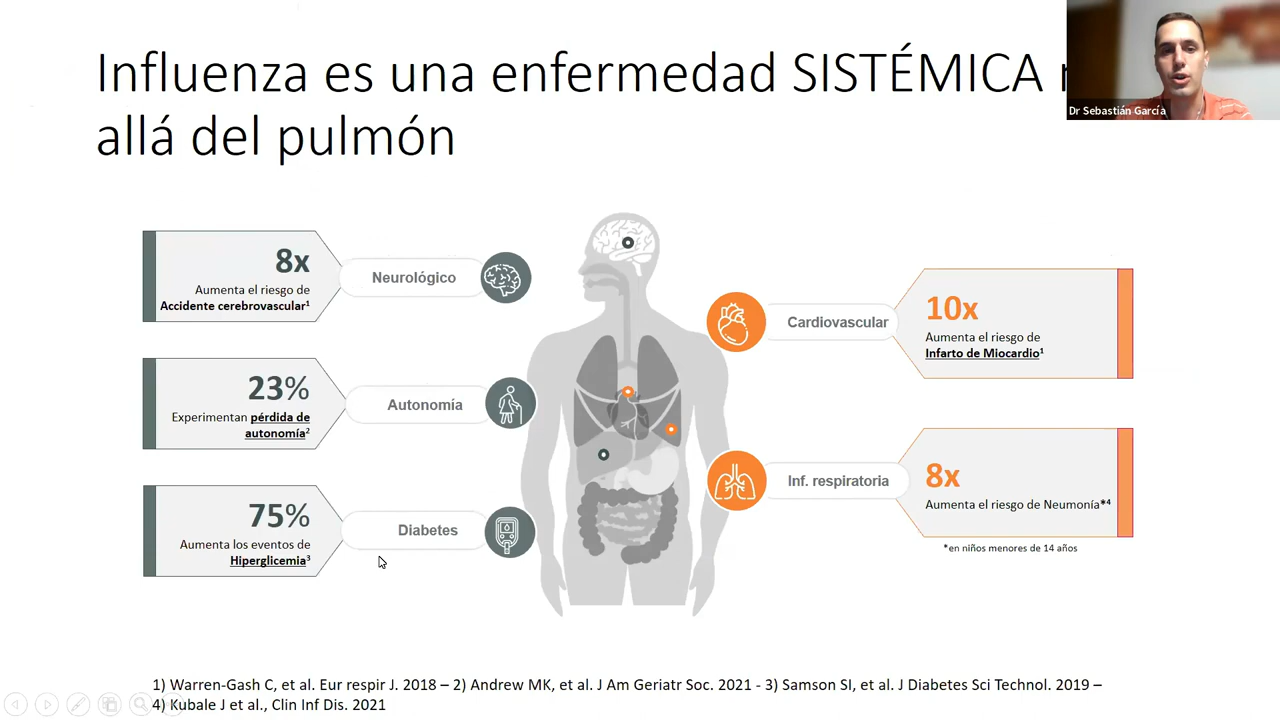 Influenza es una enfermedad SISTÉMICA
allá del pulmón
Dr Sebastián García
8x
Aumenta el riesgo de
Accidente cerebrovascular¹
Neurológico
23%
Experimentan pérdida de
autonomía²
Autonomía
75%
Aumenta los eventos de
Hiperglicemia³
Diabetes
Cardiovascular
10x
Aumenta el riesgo de
Infarto de Miocardio¹
Inf. respiratoria
8x
Aumenta el riesgo de Neumonía*⁴
*en niños menores de 14 años
1) Warren-Gash C, et al. Eur respir J. 2018 – 2) Andrew MK, et al. J Am Geriatr Soc. 2021 - 3) Samson SI, et al. J Diabetes Sci Technol. 2019 –
4) Kubale J et al., Clin Inf Dis. 2021